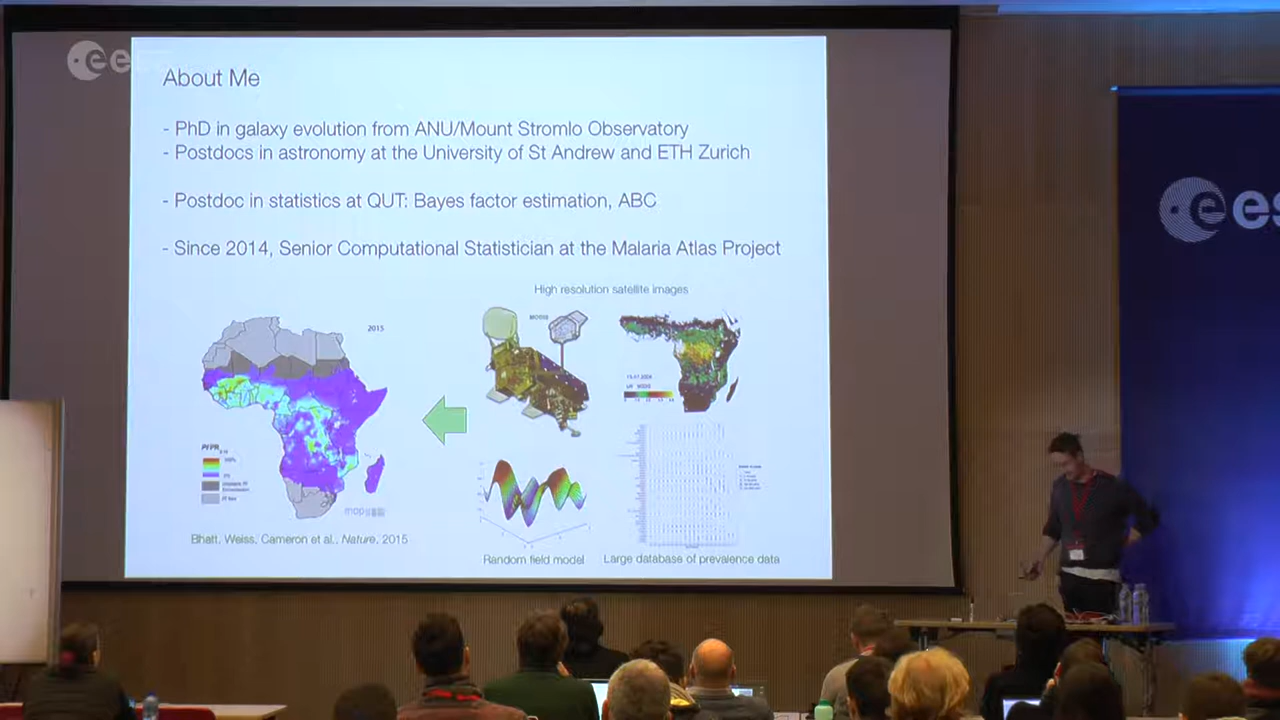 About Me
- PhD in galaxy evolution from ANU/Mount Stromlo Observatory
- Postdocs in astronomy at the University of St Andrew and ETH Zurich
- Postdoc in statistics at QUT: Bayes factor estimation, ABC
- Since 2014, Senior Computational Statistician at the Malaria Atlas Project
High resolution satellite images
2015
Bhatt, Weiss, Cameron et al., Nature, 2015
Random field model
Large database of prevalence data
map
ee
es